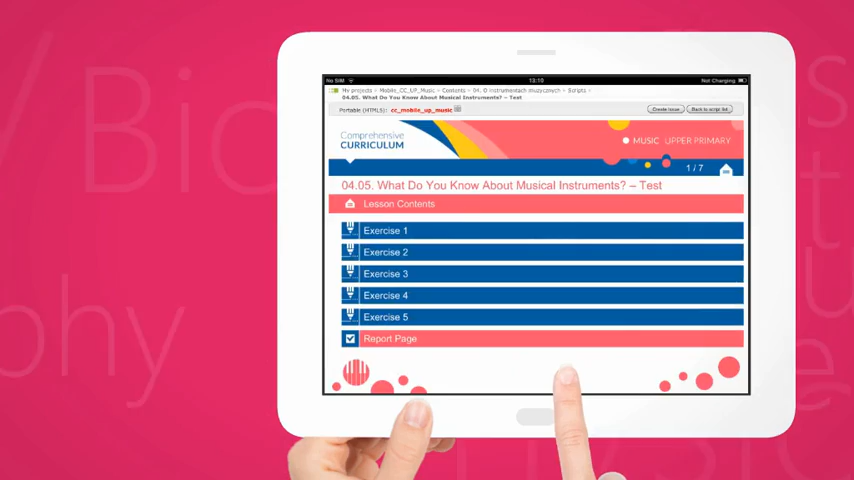 No SIM 13:10 Not Charging
My projects > Mobile_CC_UP_Music > Contents > 04. O instrumentach muzycznych > Scripts >
04.05. What Do You Know About Musical Instruments? – Test
Portable (HTML5): cc_mobile_up_music Create Issue Back to script list
Comprehensive
CURRICULUM
MUSIC UPPER PRIMARY
1 / 7
04.05. What Do You Know About Musical Instruments? – Test
Lesson Contents
Exercise 1
Exercise 2
Exercise 3
Exercise 4
Exercise 5
Report Page